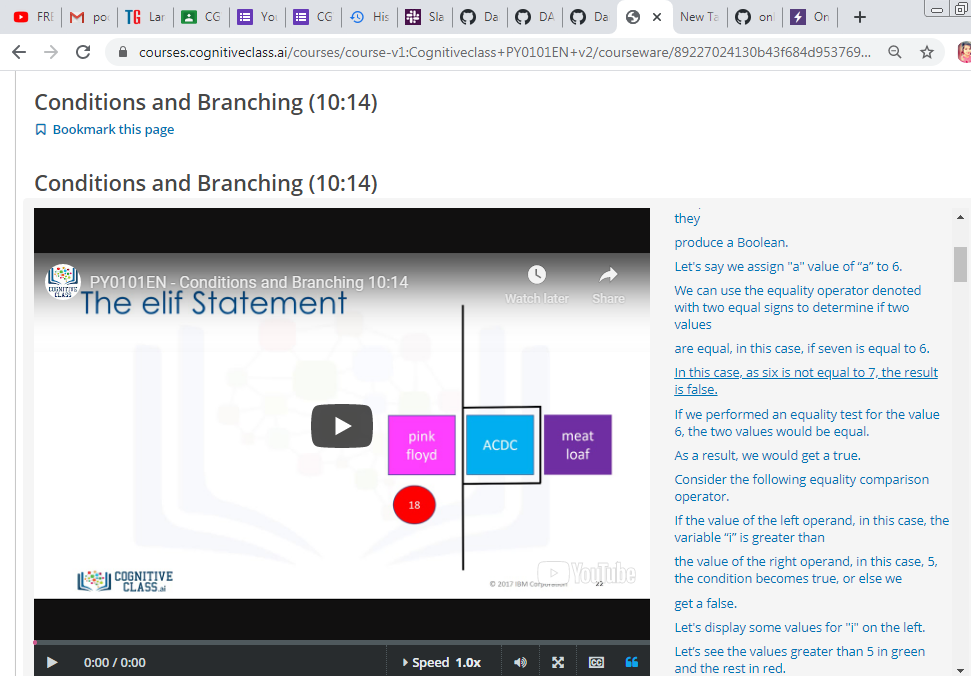 FRE
M
po
TG
Lar
CG
You
CG
His
Sla
Da
DA
Da
New Ta
on
On
courses.cognitiveclass.ai/courses/course-v1:Cognitiveclass+PY0101EN+v2/courseware/89227024130b43f684d953769...
Conditions and Branching (10:14)
Bookmark this page
Conditions and Branching (10:14)
PY0101EN - Conditions and Branching 10:14
COGNITIVE
CLASS
Watch later
Share
The elif Statement
pink
floyd
ACDC
meat
loaf
18
COGNITIVE
CLASS.ai
© 2017 IBM Corporation
22
YouTube
0:00 / 0:00
Speed 1.0x
CC
they
produce a Boolean.
Let's say we assign "a" value of “a” to 6.
We can use the equality operator denoted
with two equal signs to determine if two
values
are equal, in this case, if seven is equal to 6.
In this case, as six is not equal to 7, the result
is false.
If we performed an equality test for the value
6, the two values would be equal.
As a result, we would get a true.
Consider the following equality comparison
operator.
If the value of the left operand, in this case, the
variable “i” is greater than
the value of the right operand, in this case, 5,
the condition becomes true, or else we
get a false.
Let's display some values for "i" on the left.
Let’s see the values greater than 5 in green
and the rest in red.